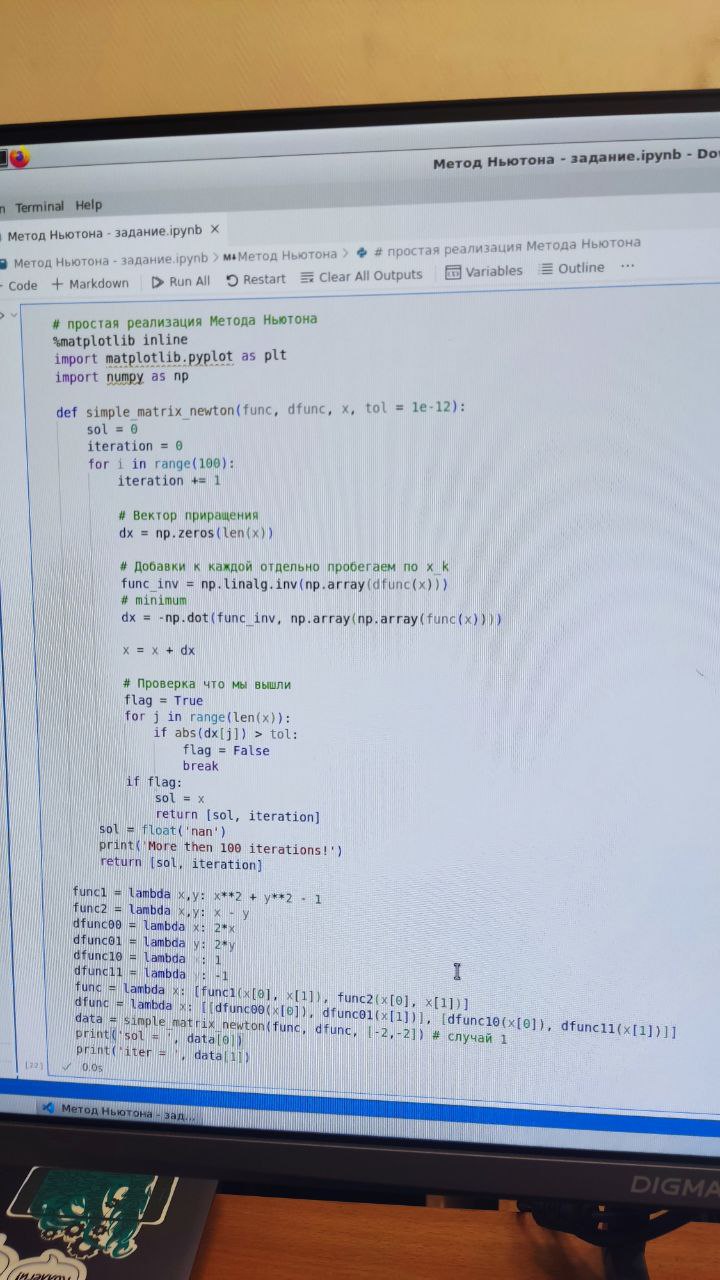 Метод Ньютона - задание.ipynb - Do
n Terminal Help
Метод Ньютона - задание.ipynb ×
Метод Ньютона - задание.ipynb > M↓Метод Ньютона > # простая реализация Метода Ньютона
Code + Markdown Run All Restart Clear All Outputs Variables Outline ...
# простая реализация Метода Ньютона
%matplotlib inline
import matplotlib.pyplot as plt
import numpy as np
def simple_matrix_newton(func, dfunc, x, tol = 1e-12):
sol = 0
iteration = 0
for i in range(100):
iteration += 1
# Вектор приращения
dx = np.zeros(len(x))
# Добавки к каждой отдельно пробегаем по x_k
func_inv = np.linalg.inv(np.array(dfunc(x)))
# minimum
dx = -np.dot(func_inv, np.array(np.array(func(x))))
x = x + dx
# Проверка что мы вышли
flag = True
for j in range(len(x)):
if abs(dx[j]) > tol:
flag = False
break
if flag:
sol = x
return [sol, iteration]
sol = float('nan')
print('More then 100 iterations!')
return [sol, iteration]
func1 = lambda x,y: x**2 + y**2 - 1
func2 = lambda x,y: x - y
dfunc00 = lambda x: 2*x
dfunc01 = lambda y: 2*y
dfunc10 = lambda x: 1
dfunc11 = lambda y: -1
func = lambda x: [func1(x[0], x[1]), func2(x[0], x[1])]
dfunc = lambda x: [[dfunc00(x[0]), dfunc01(x[1])], [dfunc10(x[0]), dfunc11(x[1])]]
data = simple_matrix_newton(func, dfunc, [-2,-2]) # случай 1
print('sol = ', data[0])
print('iter = ', data[1])
[22] ✓ 0.0s
Метод Ньютона - зад...
DIGMA